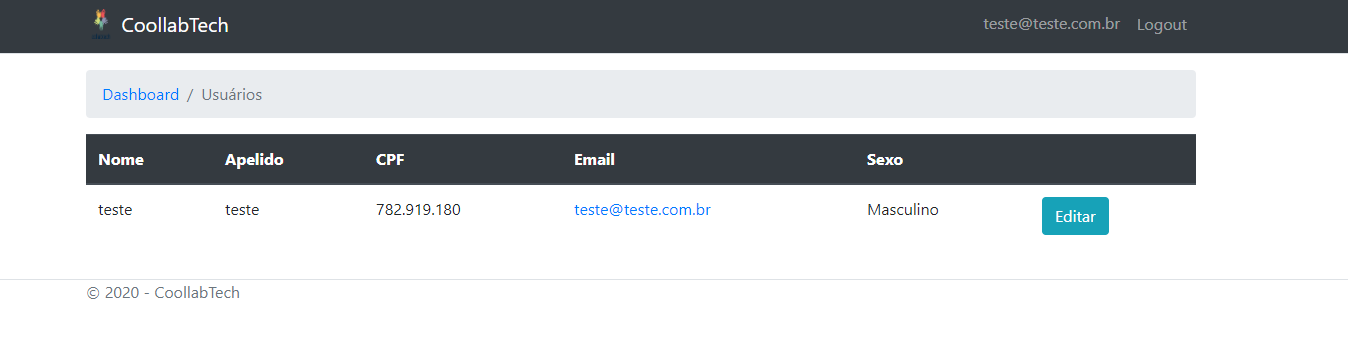 CoollabTech teste@teste.com.br Logout
Dashboard / Usuários
Nome Apelido CPF Email Sexo
teste teste 782.919.180 teste@teste.com.br Masculino Editar
© 2020 - CoollabTech